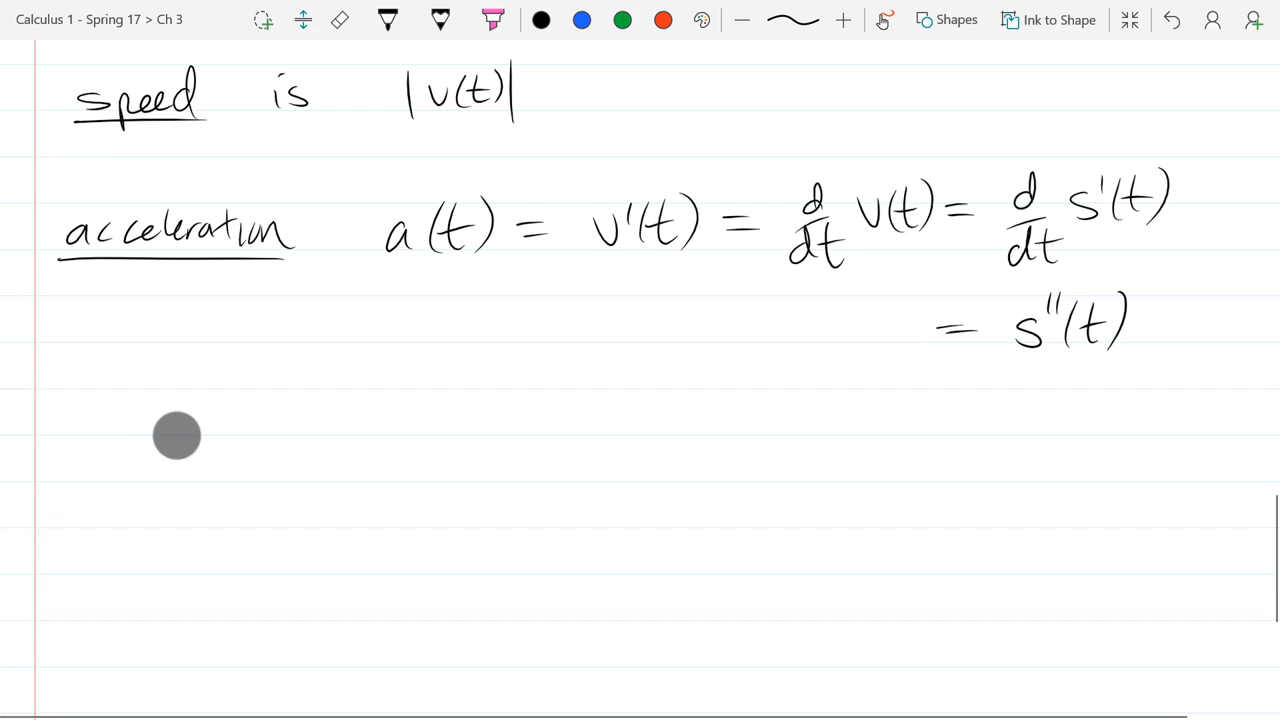 Calculus 1 - Spring 17 > Ch 3 Shapes Ink to Shape
speed is |v(t)|
acceleration a(t) = v'(t) = d/dt v(t) = d/dt s'(t)
= s''(t)